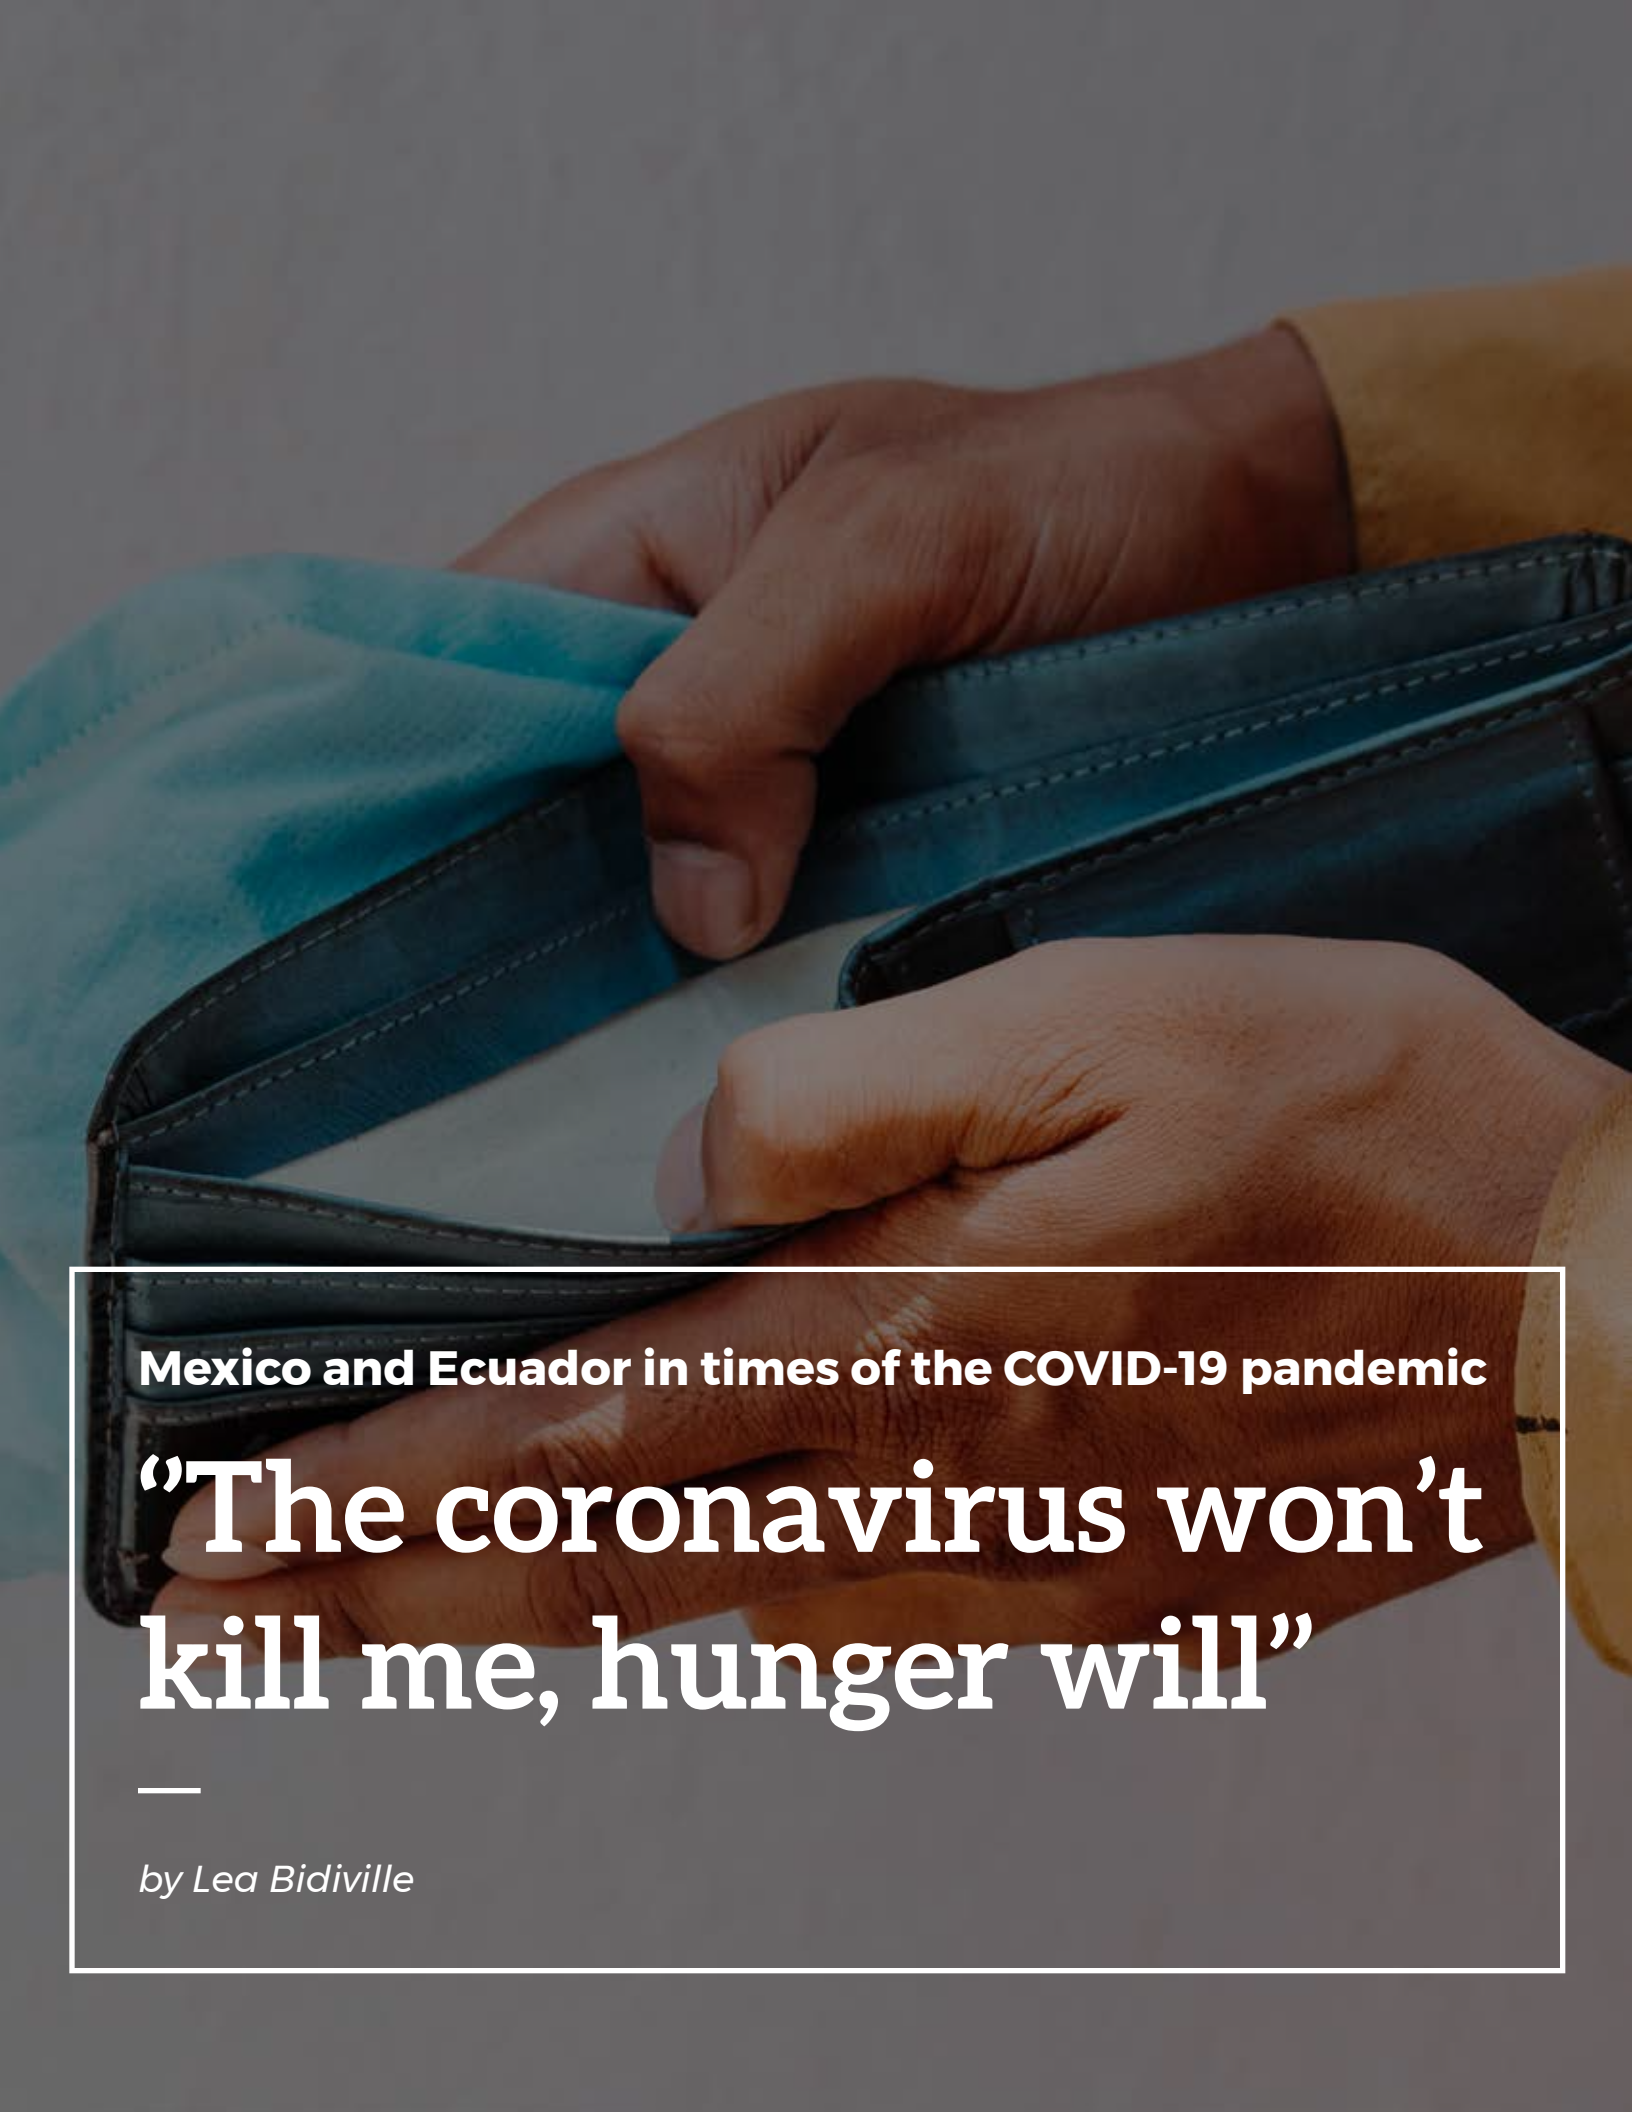 Mexico and Ecuador in times of the COVID-19 pandemic
“The coronavirus won’t
kill me, hunger will”
by Lea Bidiville